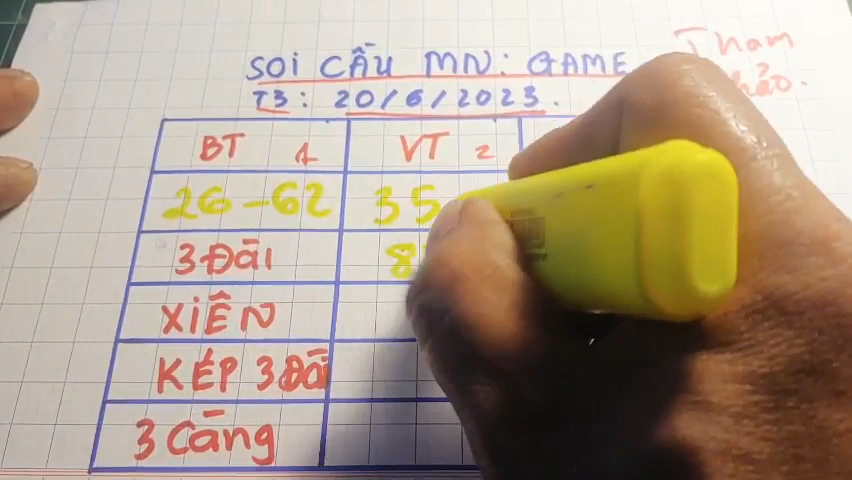 SOI CẦU MN: GAME
Tham
T3: 20/6/2023.
BT 1 VT 2
26-62 35
3 Đài
XIÊN
KÉP 3 Đài
3 Càng